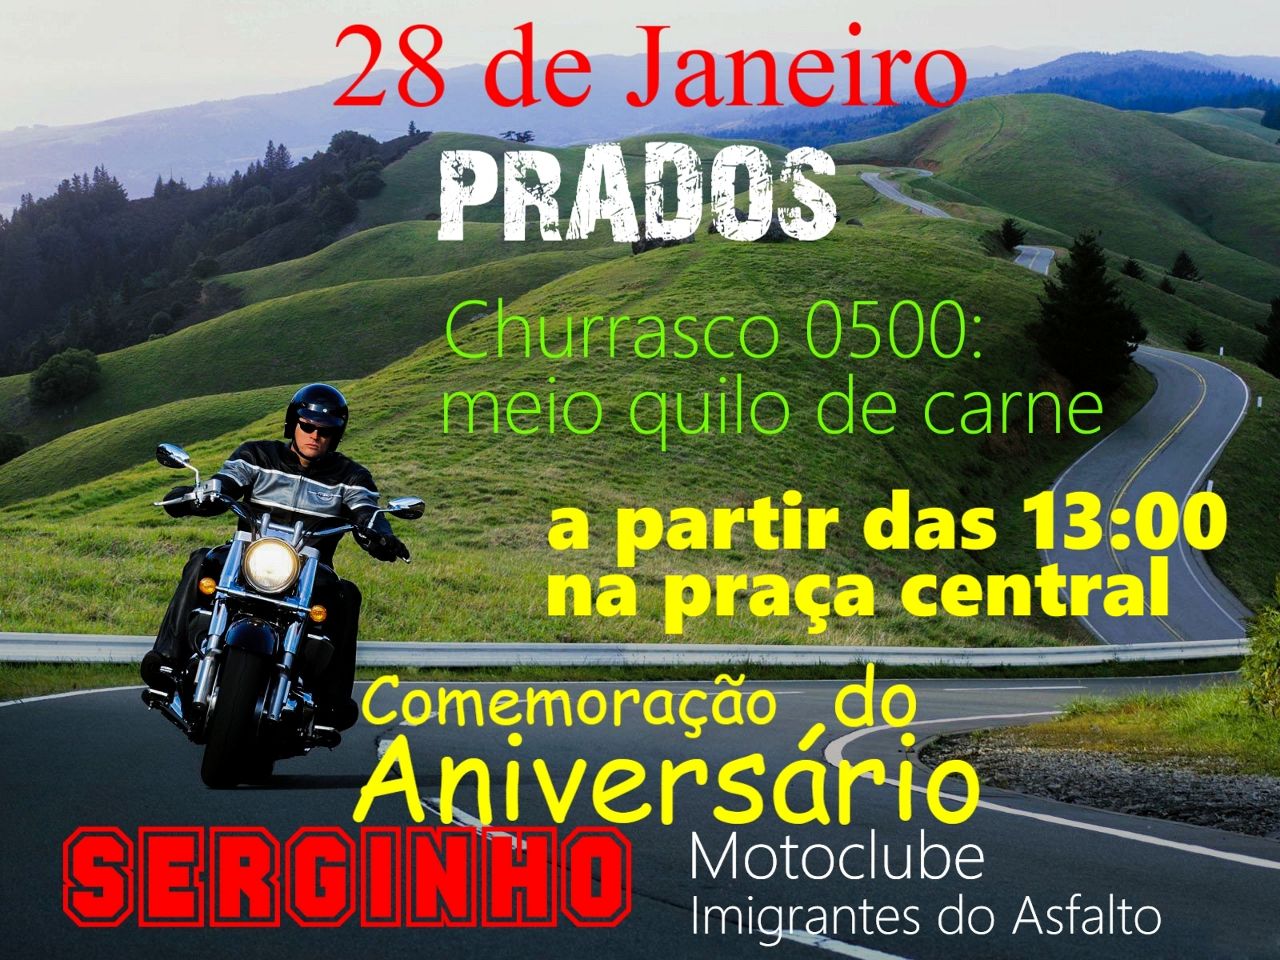 28 de Janeiro
PRADOS
Churrasco 0500:
meio quilo de carne
a partir das 13:00
na praça central
Comemoração do
Aniversário
SERGINHO
Motoclube
Imigrantes do Asfalto